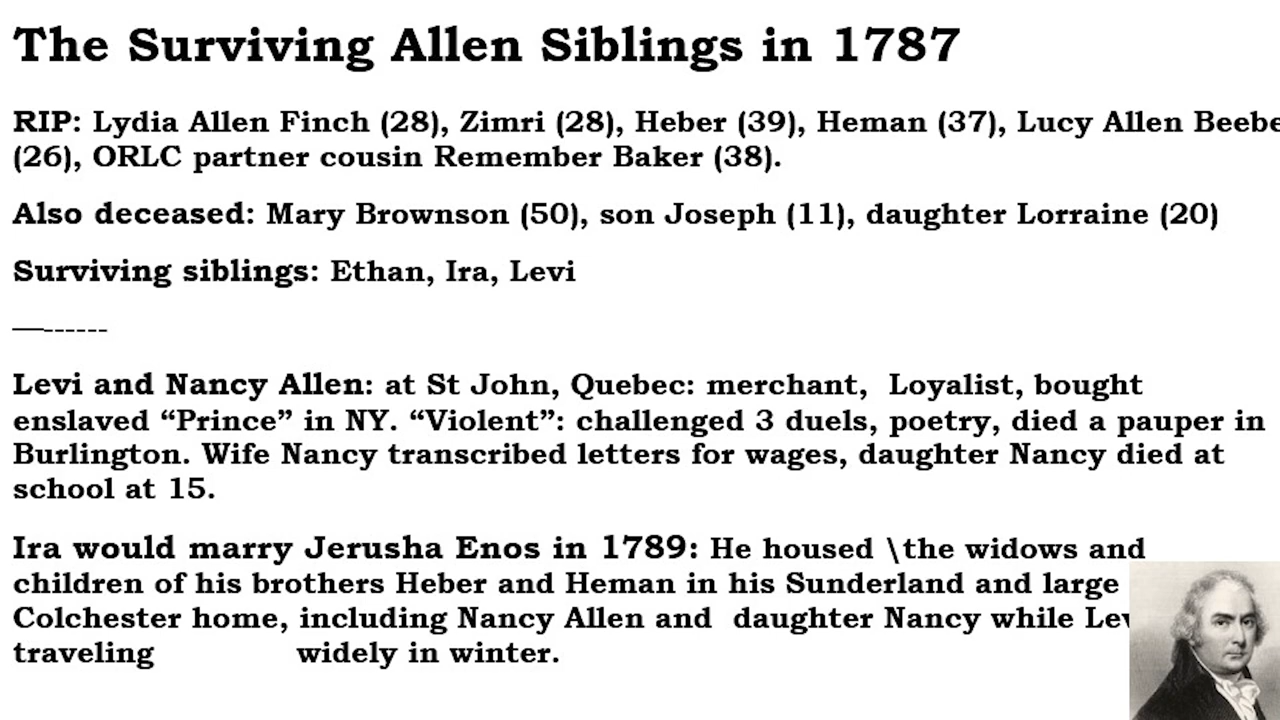 The Surviving Allen Siblings in 1787
RIP: Lydia Allen Finch (28), Zimri (28), Heber (39), Heman (37), Lucy Allen Beebe
(26), ORLC partner cousin Remember Baker (38).
Also deceased: Mary Brownson (50), son Joseph (11), daughter Lorraine (20)
Surviving siblings: Ethan, Ira, Levi
—------
Levi and Nancy Allen: at St John, Quebec: merchant,  Loyalist, bought
enslaved “Prince” in NY. “Violent”: challenged 3 duels, poetry, died a pauper in
Burlington. Wife Nancy transcribed letters for wages, daughter Nancy died at
school at 15.
Ira would marry Jerusha Enos in 1789: He housed \the widows and
children of his brothers Heber and Heman in his Sunderland and large
Colchester home, including Nancy Allen and  daughter Nancy while
traveling widely in winter.